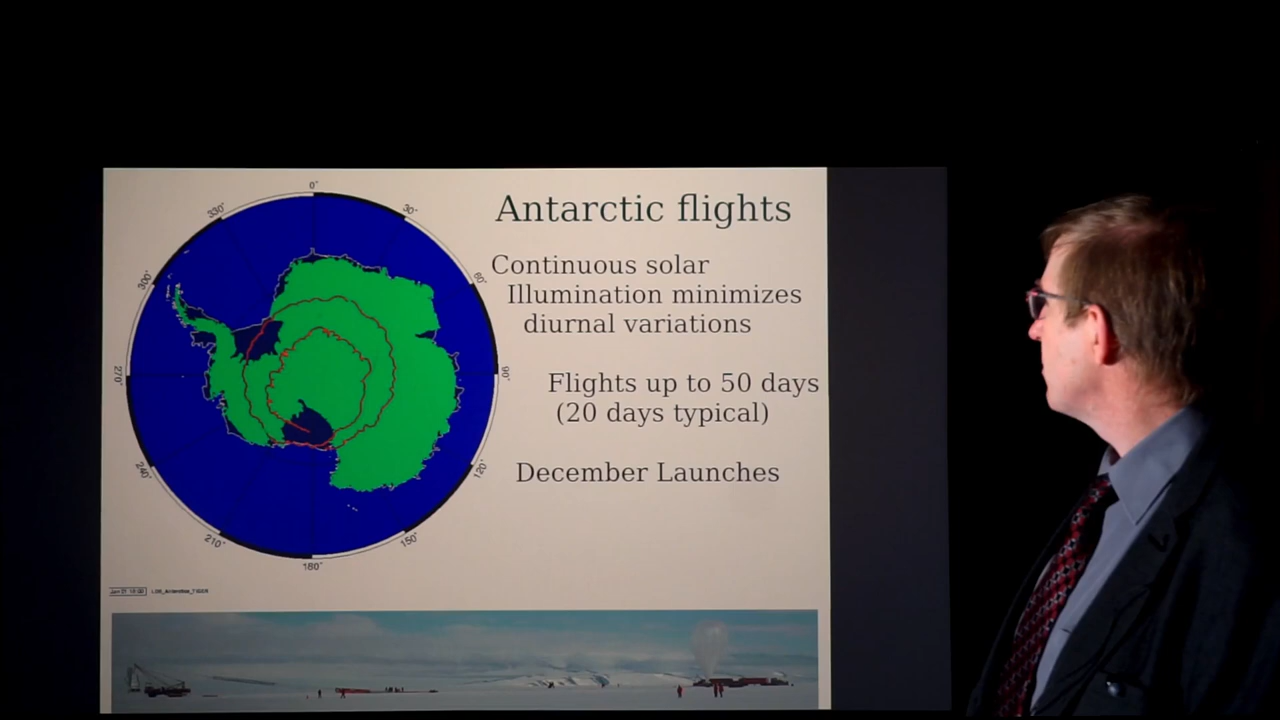 Antarctic flights
Continuous solar
Illumination minimizes
diurnal variations
Flights up to 50 days
(20 days typical)
December Launches
0°
30°
60°
90°
120°
150°
180°
210°
240°
270°
300°
330°